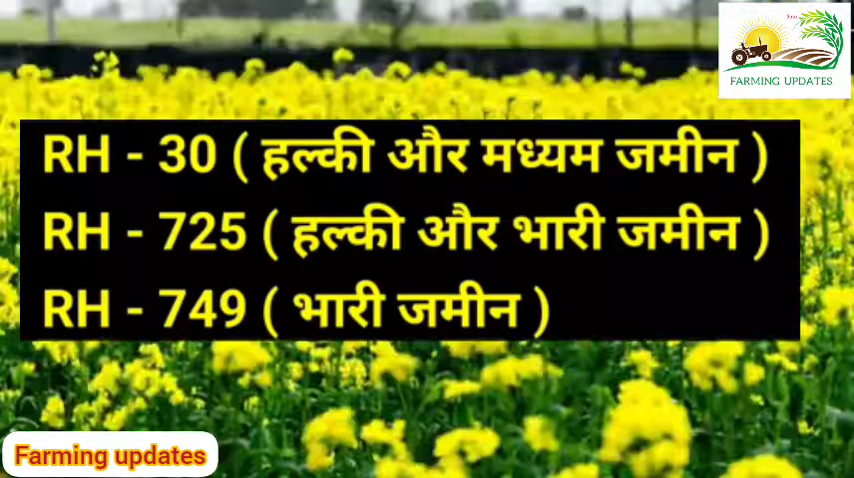 FARMING UPDATES
RH - 30 ( हल्की और मध्यम जमीन )
RH - 725 ( हल्की और भारी जमीन )
RH - 749 ( भारी जमीन )
Farming updates